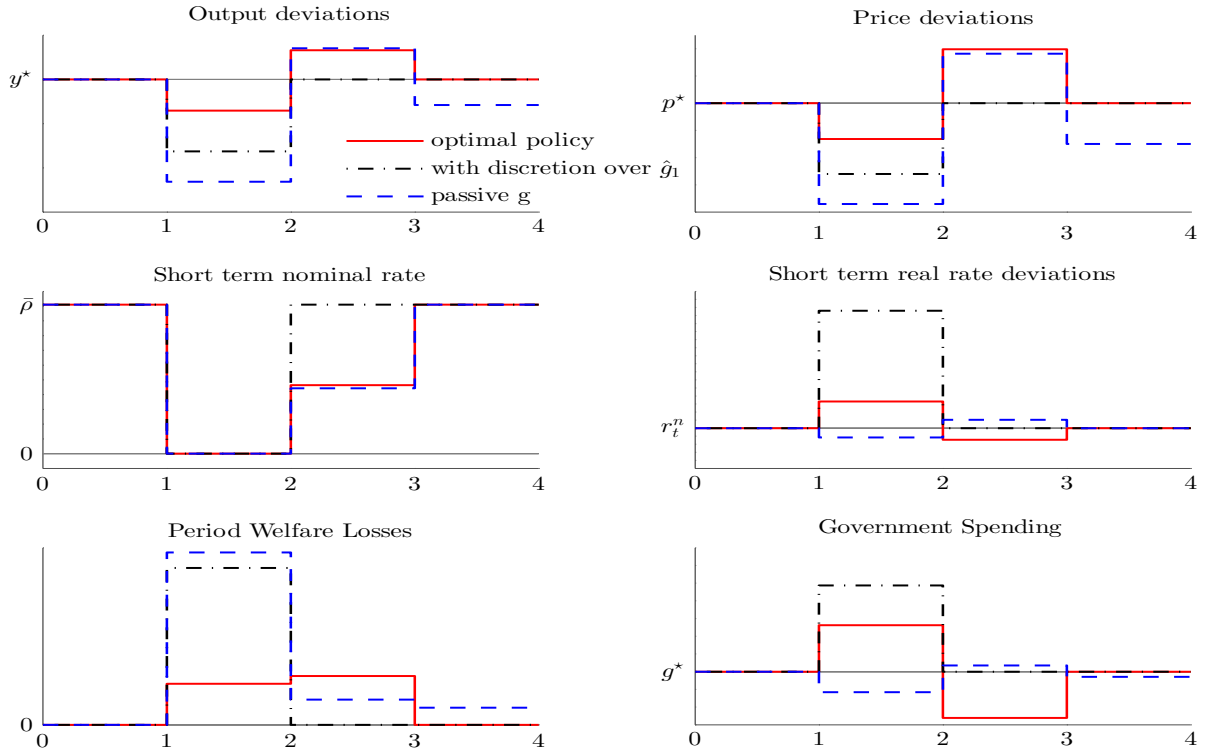 Output deviations
y⋆
optimal policy
with discretion over ĝ₁
passive g
0 1 2 3 4
Price deviations
p⋆
0 1 2 3 4
Short term nominal rate
ρ̄
0
0 1 2 3 4
Short term real rate deviations
rₜⁿ
0 1 2 3 4
Period Welfare Losses
0
0 1 2 3 4
Government Spending
g⋆
0 1 2 3 4